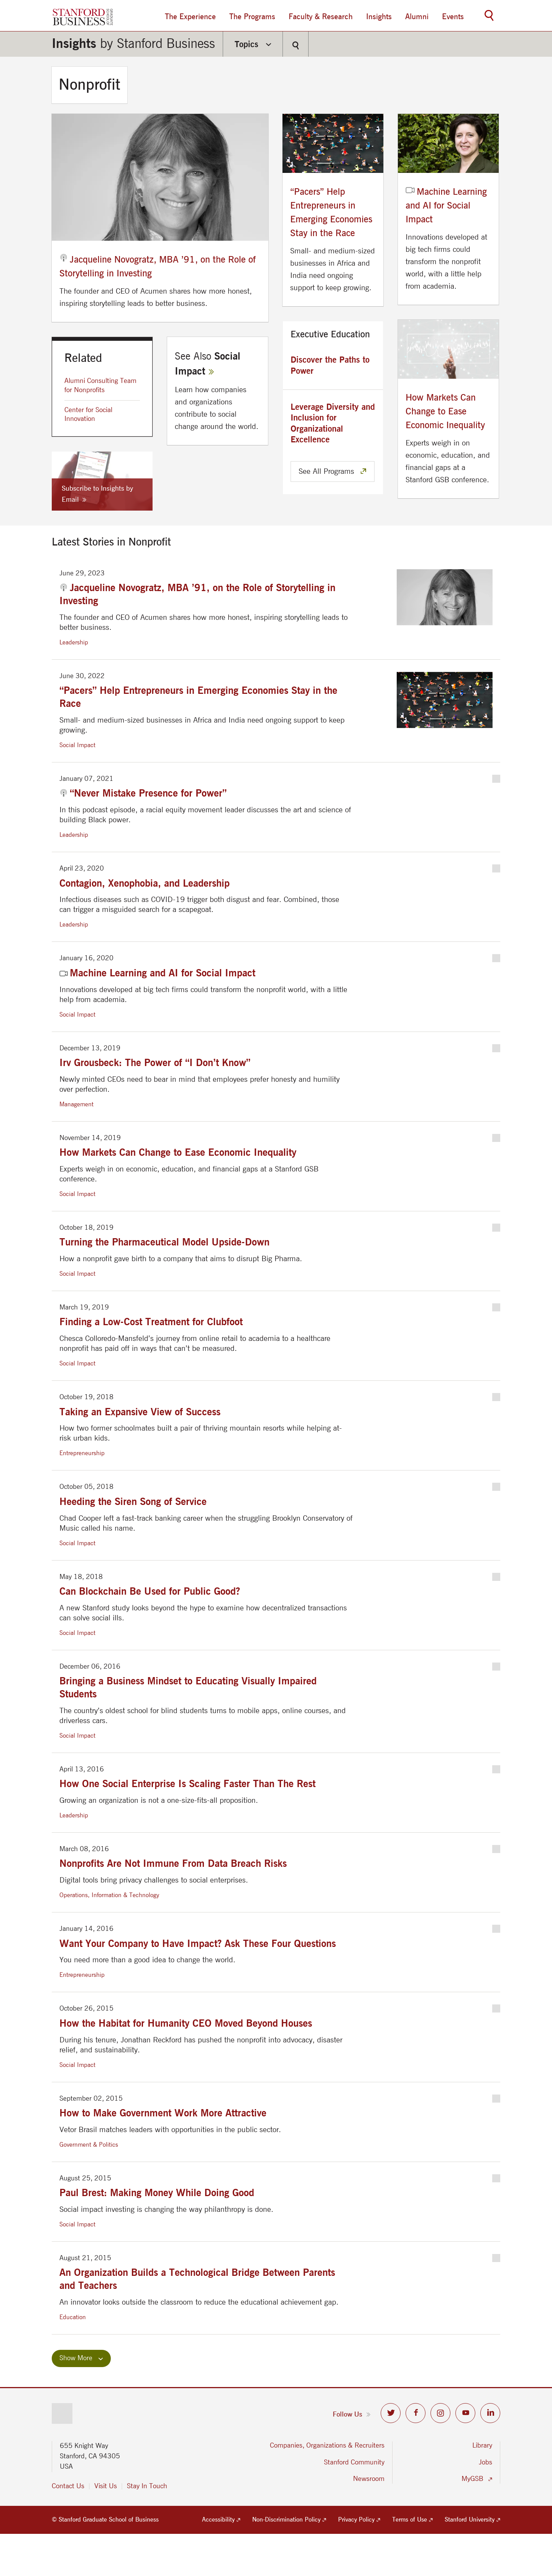 STANFORD
BUSINESS
The Experience
The Programs
Faculty & Research
Insights
Alumni
Events
Insights by Stanford Business
Topics
Nonprofit
Jacqueline Novogratz, MBA ’91, on the Role of
Storytelling in Investing
The founder and CEO of Acumen shares how more honest,
inspiring storytelling leads to better business.
“Pacers” Help
Entrepreneurs in
Emerging Economies
Stay in the Race
Small- and medium-sized
businesses in Africa and
India need ongoing
support to keep growing.
Machine Learning
and AI for Social
Impact
Innovations developed at
big tech firms could
transform the nonprofit
world, with a little help
from academia.
Related
Alumni Consulting Team
for Nonprofits
Center for Social
Innovation
See Also Social
Impact »
Learn how companies
and organizations
contribute to social
change around the world.
Executive Education
Discover the Paths to
Power
Leverage Diversity and
Inclusion for
Organizational
Excellence
See All Programs
How Markets Can
Change to Ease
Economic Inequality
Experts weigh in on
economic, education, and
financial gaps at a
Stanford GSB conference.
Subscribe to Insights by
Email »
Latest Stories in Nonprofit
June 29, 2023
Jacqueline Novogratz, MBA ’91, on the Role of Storytelling in
Investing
The founder and CEO of Acumen shares how more honest, inspiring storytelling leads to
better business.
Leadership
June 30, 2022
“Pacers” Help Entrepreneurs in Emerging Economies Stay in the
Race
Small- and medium-sized businesses in Africa and India need ongoing support to keep
growing.
Social Impact
January 07, 2021
“Never Mistake Presence for Power”
In this podcast episode, a racial equity movement leader discusses the art and science of
building Black power.
Leadership
April 23, 2020
Contagion, Xenophobia, and Leadership
Infectious diseases such as COVID-19 trigger both disgust and fear. Combined, those
can trigger a misguided search for a scapegoat.
Leadership
January 16, 2020
Machine Learning and AI for Social Impact
Innovations developed at big tech firms could transform the nonprofit world, with a little
help from academia.
Social Impact
December 13, 2019
Irv Grousbeck: The Power of “I Don’t Know”
Newly minted CEOs need to bear in mind that employees prefer honesty and humility
over perfection.
Management
November 14, 2019
How Markets Can Change to Ease Economic Inequality
Experts weigh in on economic, education, and financial gaps at a Stanford GSB
conference.
Social Impact
October 18, 2019
Turning the Pharmaceutical Model Upside-Down
How a nonprofit gave birth to a company that aims to disrupt Big Pharma.
Social Impact
March 19, 2019
Finding a Low-Cost Treatment for Clubfoot
Chesca Colloredo-Mansfeld’s journey from online retail to academia to a healthcare
nonprofit has paid off in ways that can’t be measured.
Social Impact
October 19, 2018
Taking an Expansive View of Success
How two former schoolmates built a pair of thriving mountain resorts while helping at-
risk urban kids.
Entrepreneurship
October 05, 2018
Heeding the Siren Song of Service
Chad Cooper left a fast-track banking career when the struggling Brooklyn Conservatory of
Music called his name.
Social Impact
May 18, 2018
Can Blockchain Be Used for Public Good?
A new Stanford study looks beyond the hype to examine how decentralized transactions
can solve social ills.
Social Impact
December 06, 2016
Bringing a Business Mindset to Educating Visually Impaired
Students
The country’s oldest school for blind students turns to mobile apps, online courses, and
driverless cars.
Social Impact
April 13, 2016
How One Social Enterprise Is Scaling Faster Than The Rest
Growing an organization is not a one-size-fits-all proposition.
Leadership
March 08, 2016
Nonprofits Are Not Immune From Data Breach Risks
Digital tools bring privacy challenges to social enterprises.
Operations, Information & Technology
January 14, 2016
Want Your Company to Have Impact? Ask These Four Questions
You need more than a good idea to change the world.
Entrepreneurship
October 26, 2015
How the Habitat for Humanity CEO Moved Beyond Houses
During his tenure, Jonathan Reckford has pushed the nonprofit into advocacy, disaster
relief, and sustainability.
Social Impact
September 02, 2015
How to Make Government Work More Attractive
Vetor Brasil matches leaders with opportunities in the public sector.
Government & Politics
August 25, 2015
Paul Brest: Making Money While Doing Good
Social impact investing is changing the way philanthropy is done.
Social Impact
August 21, 2015
An Organization Builds a Technological Bridge Between Parents
and Teachers
An innovator looks outside the classroom to reduce the educational achievement gap.
Education
Show More
Follow Us »
655 Knight Way
Stanford, CA 94305
USA
Contact Us
Visit Us
Stay In Touch
Companies, Organizations & Recruiters
Stanford Community
Newsroom
Library
Jobs
MyGSB
© Stanford Graduate School of Business
Accessibility
Non-Discrimination Policy
Privacy Policy
Terms of Use
Stanford University